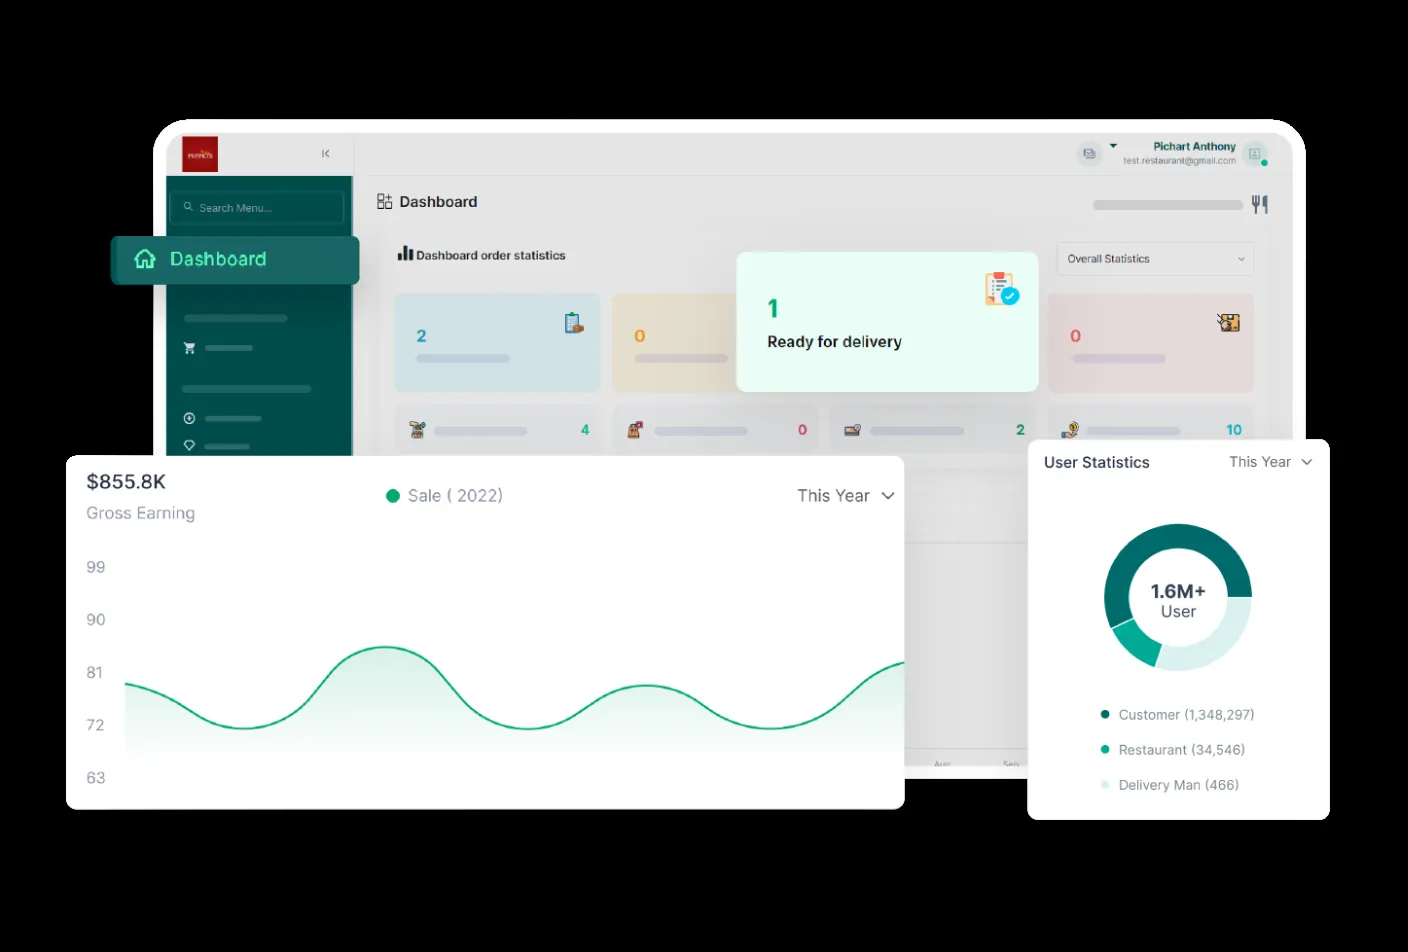 Pichart Anthony
test.restaurant@gmail.com
Search Menu...
Dashboard
Dashboard
Dashboard order statistics
Overall Statistics
2
0
1
Ready for delivery
0
4
0
2
10
$855.8K
Gross Earning
Sale ( 2022)
This Year
99
90
81
72
63
Aug
Sep
User Statistics
This Year
1.6M+
User
Customer (1,348,297)
Restaurant (34,546)
Delivery Man (466)